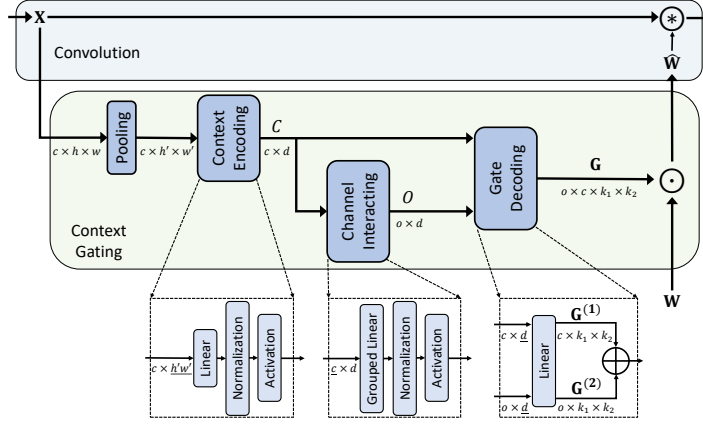 X
Convolution
Ŵ
c × h × w
Pooling
c × h′ × w′
Context
Encoding
C
c × d
Channel
Interacting
O
o × d
Gate
Decoding
G
o × c × k₁ × k₂
Context
Gating
W
c × h′w′
Linear
Normalization
Activation
c × d
Grouped Linear
Normalization
Activation
c × d
o × d
Linear
G⁽¹⁾
c × k₁ × k₂
G⁽²⁾
o × k₁ × k₂